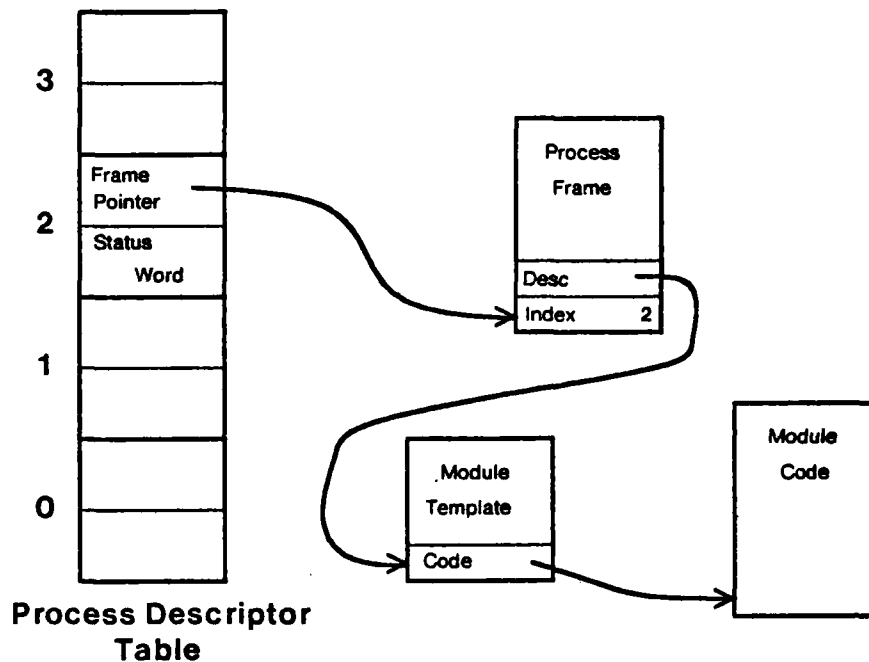 3
Frame
Pointer
2
Status
Word
1
0
Process Descriptor
Table
Process
Frame
Desc
Index 2
Module
Template
Code
Module
Code